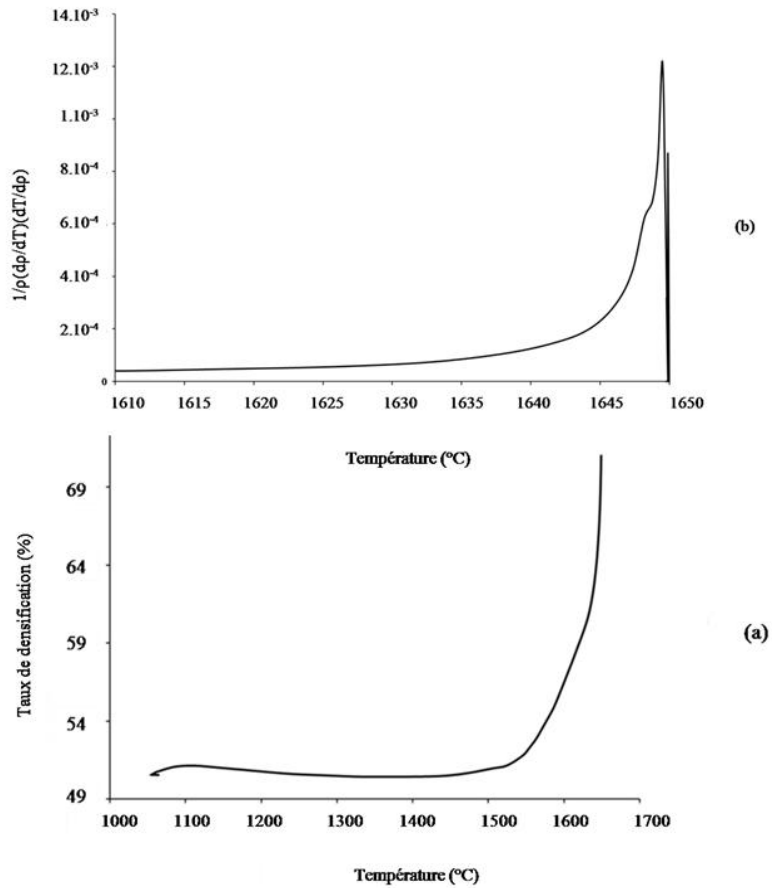 14.10⁻³
12.10⁻³
1.10⁻³
8.10⁻⁴
6.10⁻⁴
4.10⁻⁴
2.10⁻⁴
0
1/ρ(dρ/dT)(dT/dρ)
(b)
1610 1615 1620 1625 1630 1635 1640 1645 1650
Température (°C)
69
64
59
54
49
Taux de densification (%)
(a)
1000 1100 1200 1300 1400 1500 1600 1700
Température (°C)